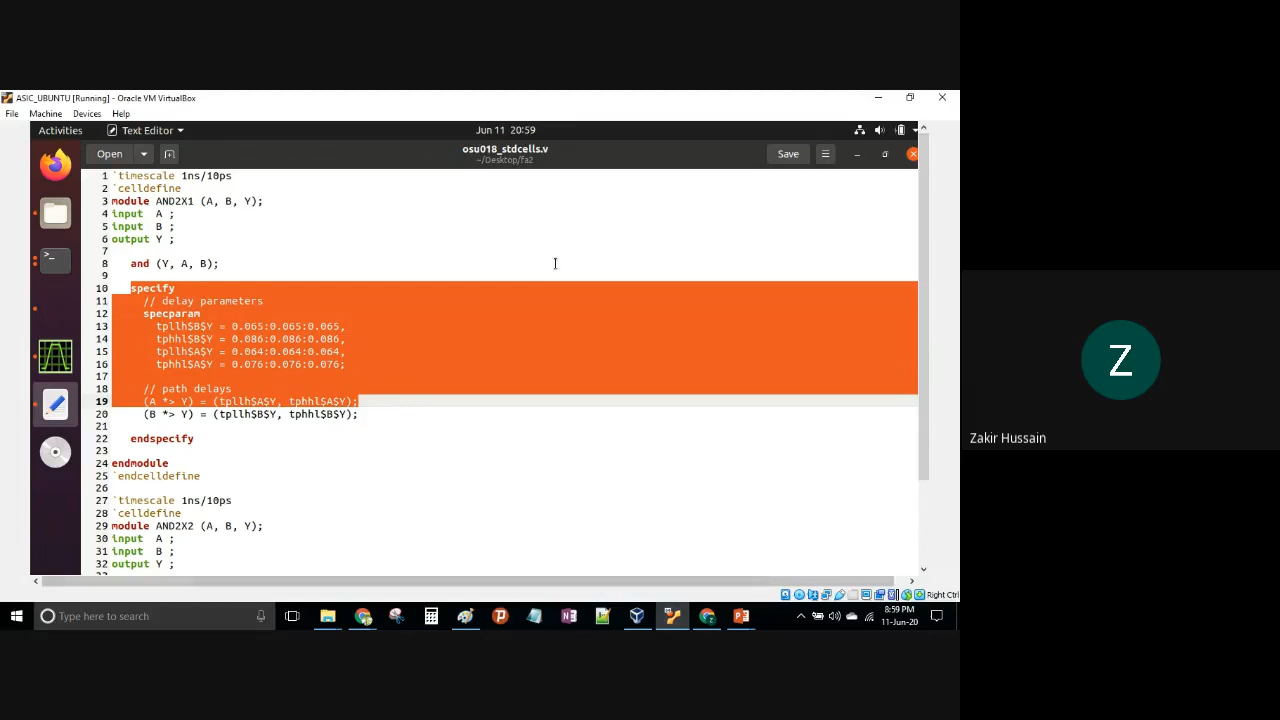 ASIC_UBUNTU [Running] - Oracle VM VirtualBox
File Machine Devices Help
Activities Text Editor Jun 11 20:59
Open osu018_stdcells.v Save
~/Desktop/fa2
1 `timescale 1ns/10ps
2 `celldefine
3 module AND2X1 (A, B, Y);
4 input A ;
5 input B ;
6 output Y ;
7
8 and (Y, A, B);
9
10 specify
11 // delay parameters
12 specparam
13 tpllh$B$Y = 0.065:0.065:0.065,
14 tphhl$B$Y = 0.086:0.086:0.086,
15 tpllh$A$Y = 0.064:0.064:0.064,
16 tphhl$A$Y = 0.076:0.076:0.076;
17
18 // path delays
19 (A *> Y) = (tpllh$A$Y, tphhl$A$Y);
20 (B *> Y) = (tpllh$B$Y, tphhl$B$Y);
21
22 endspecify
23
24 endmodule
25 `endcelldefine
26
27 `timescale 1ns/10ps
28 `celldefine
29 module AND2X2 (A, B, Y);
30 input A ;
31 input B ;
32 output Y ;
Right Ctrl
Type here to search
8:59 PM
11-Jun-20
Z
Zakir Hussain